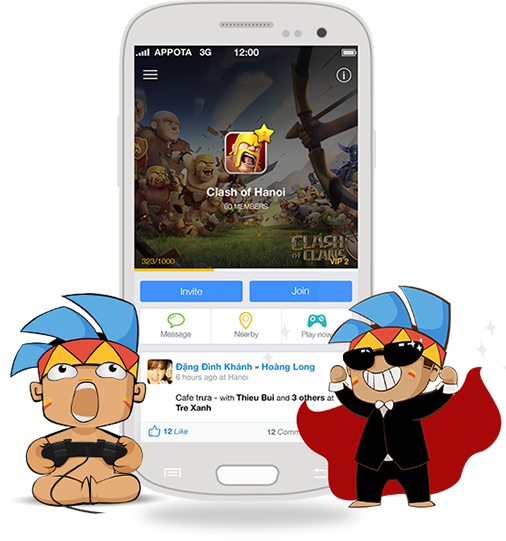 APPOTA 3G 12:00
2
Clash of Hanoi
60 MEMBERS
CLASH
OF CLANS
323/1000 VIP 2
Invite Join
Message Nearby Play now
Đặng Đình Khánh » Hoàng Long
6 hours ago at Hanoi
Cafe trưa - with Thieu Bui and 3 others at
Tre Xanh
12 Like 12 Comm